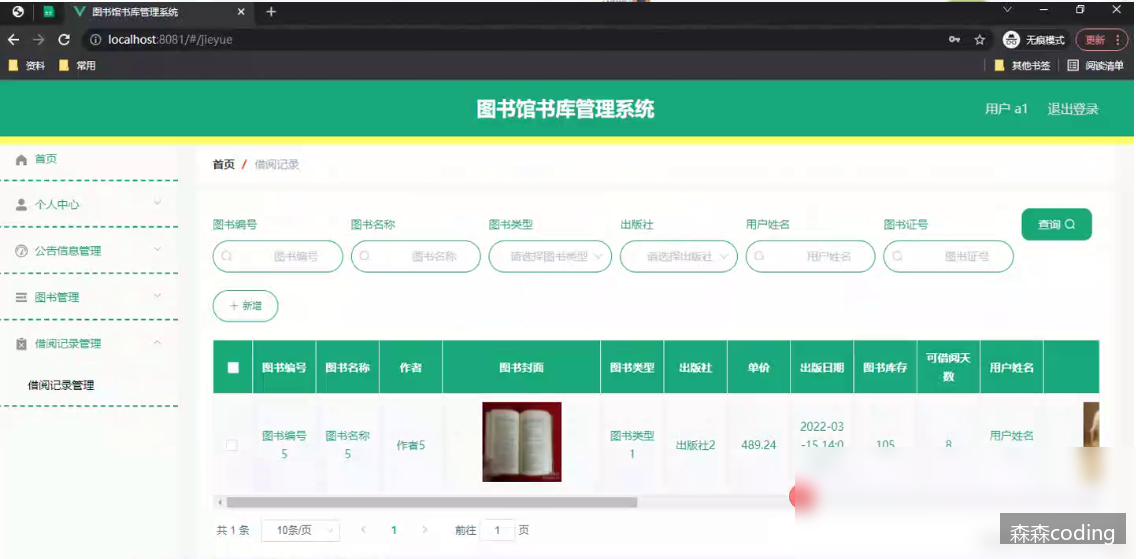 图书馆书库管理系统
localhost:8081/#/jieyue
无痕模式
更新
资料
常用
其他书签
阅读清单
图书馆书库管理系统
用户 a1
退出登录
首页
个人中心
公告信息管理
图书管理
借阅记录管理
借阅记录管理
首页 / 借阅记录
图书编号 图书名称 图书类型 出版社 用户姓名 图书证号
图书编号 图书名称 请选择图书类型 请选择出版社 用户姓名 图书证号
查询
+ 新增
图书编号 图书名称 作者 图书封面 图书类型 出版社 单价 出版日期 图书库存 可借阅天数 用户姓名
图书编号5 图书名称5 作者5 图书类型1 出版社2 489.24 2022-03-15 14:0 105 8 用户姓名
共 1 条 10条/页 1 前往 1 页
森森coding